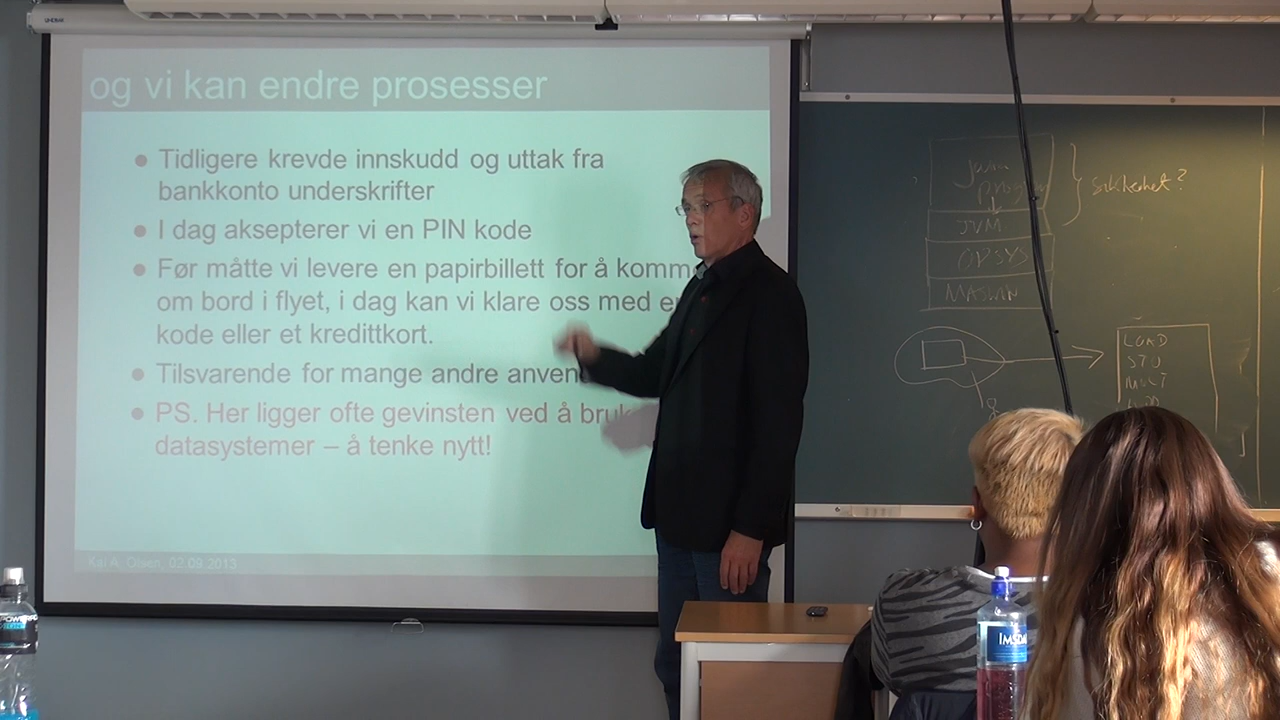 og vi kan endre prosesser
● Tidligere krevde innskudd og uttak fra
bankkonto underskrifter
● I dag aksepterer vi en PIN kode
● Før måtte vi levere en papirbillett for å komm
om bord i flyet, i dag kan vi klare oss med e
kode eller et kredittkort.
● Tilsvarende for mange andre anven
● PS. Her ligger ofte gevinsten ved å bruk
datasystemer – å tenke nytt!
Kai A. Olsen, 02.09.2013
Java
JVM
OPSYS
MASKIN
sikkerhet?
LOAD
STO
MULT
IMSD